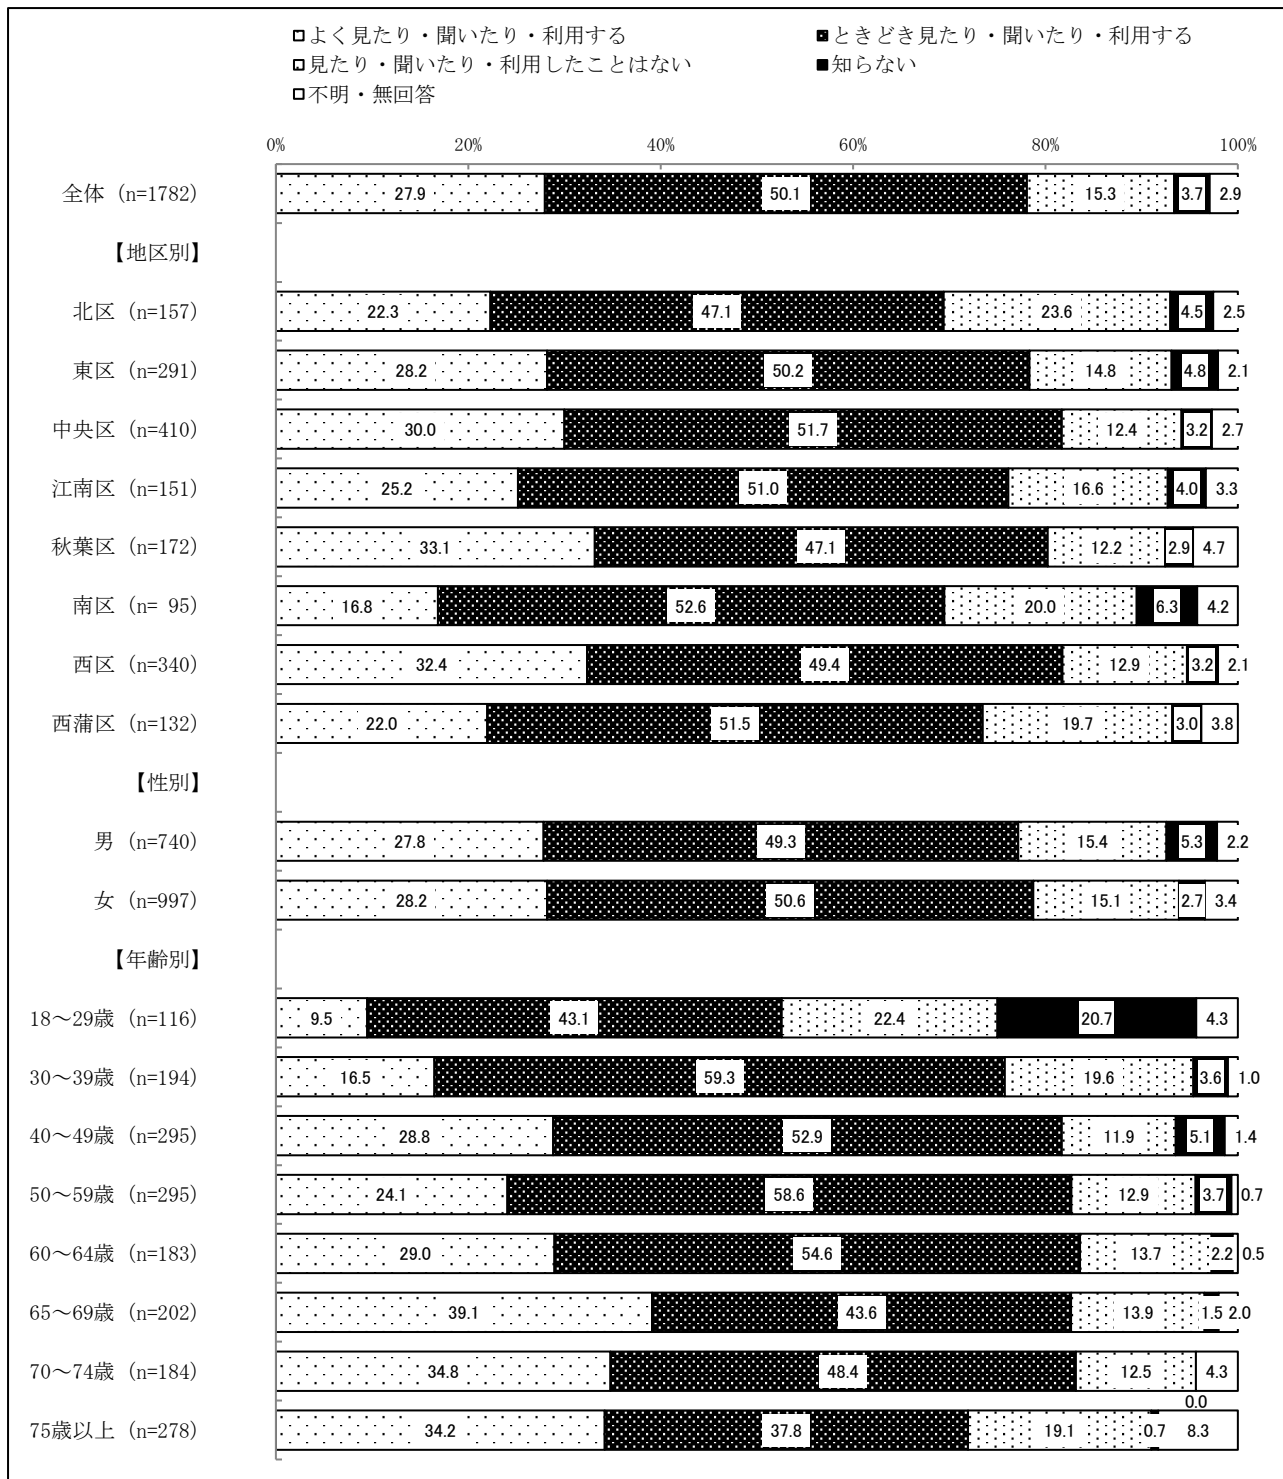 よく見たり・聞いたり・利用する ときどき見たり・聞いたり・利用する
見たり・聞いたり・利用したことはない 知らない
不明・無回答
0% 20% 40% 60% 80% 100%
全体 (n=1782) 27.9 50.1 15.3 3.7 2.9
【地区別】
北区 (n=157) 22.3 47.1 23.6 4.5 2.5
東区 (n=291) 28.2 50.2 14.8 4.8 2.1
中央区 (n=410) 30.0 51.7 12.4 3.2 2.7
江南区 (n=151) 25.2 51.0 16.6 4.0 3.3
秋葉区 (n=172) 33.1 47.1 12.2 2.9 4.7
南区 (n= 95) 16.8 52.6 20.0 6.3 4.2
西区 (n=340) 32.4 49.4 12.9 3.2 2.1
西蒲区 (n=132) 22.0 51.5 19.7 3.0 3.8
【性別】
男 (n=740) 27.8 49.3 15.4 5.3 2.2
女 (n=997) 28.2 50.6 15.1 2.7 3.4
【年齢別】
18～29歳 (n=116) 9.5 43.1 22.4 20.7 4.3
30～39歳 (n=194) 16.5 59.3 19.6 3.6 1.0
40～49歳 (n=295) 28.8 52.9 11.9 5.1 1.4
50～59歳 (n=295) 24.1 58.6 12.9 3.7 0.7
60～64歳 (n=183) 29.0 54.6 13.7 2.2 0.5
65～69歳 (n=202) 39.1 43.6 13.9 1.5 2.0
70～74歳 (n=184) 34.8 48.4 12.5 4.3
0.0
75歳以上 (n=278) 34.2 37.8 19.1 0.7 8.3